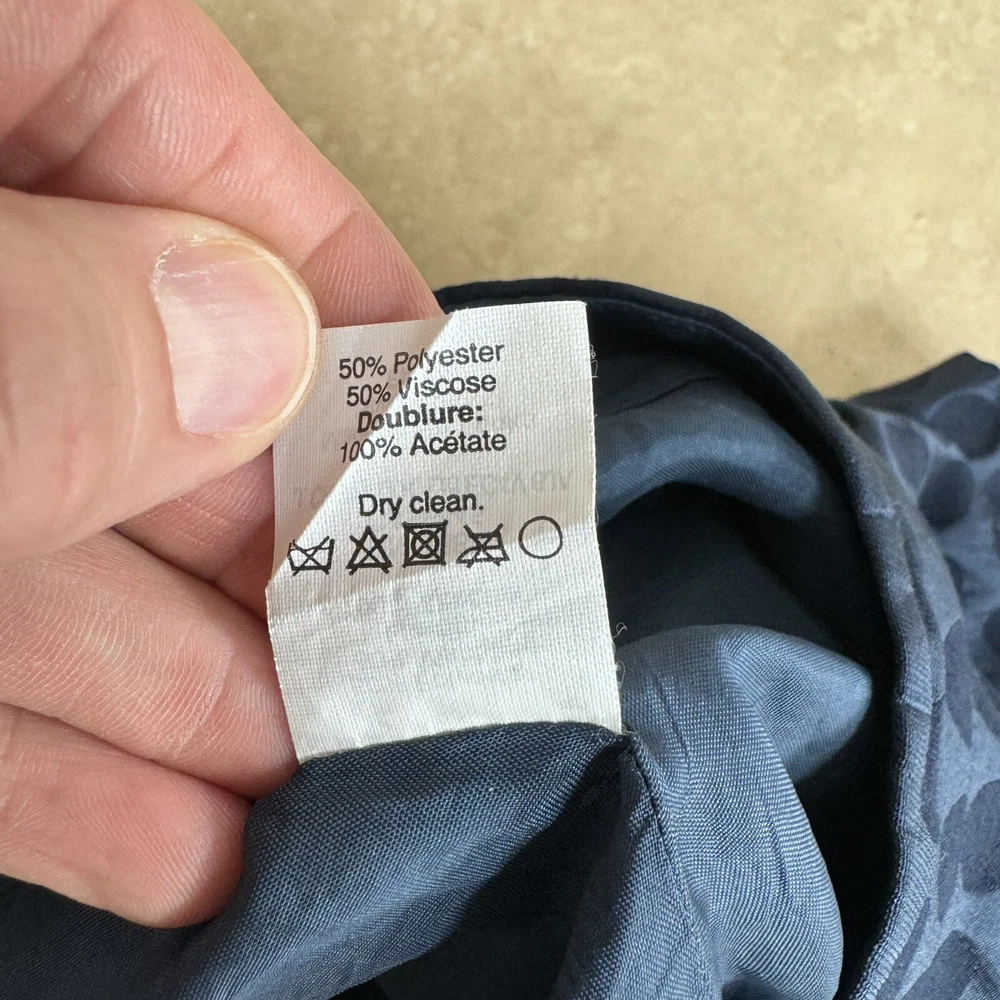 50% Polyester
50% Viscose
Doublure:
100% Acétate
Dry clean.